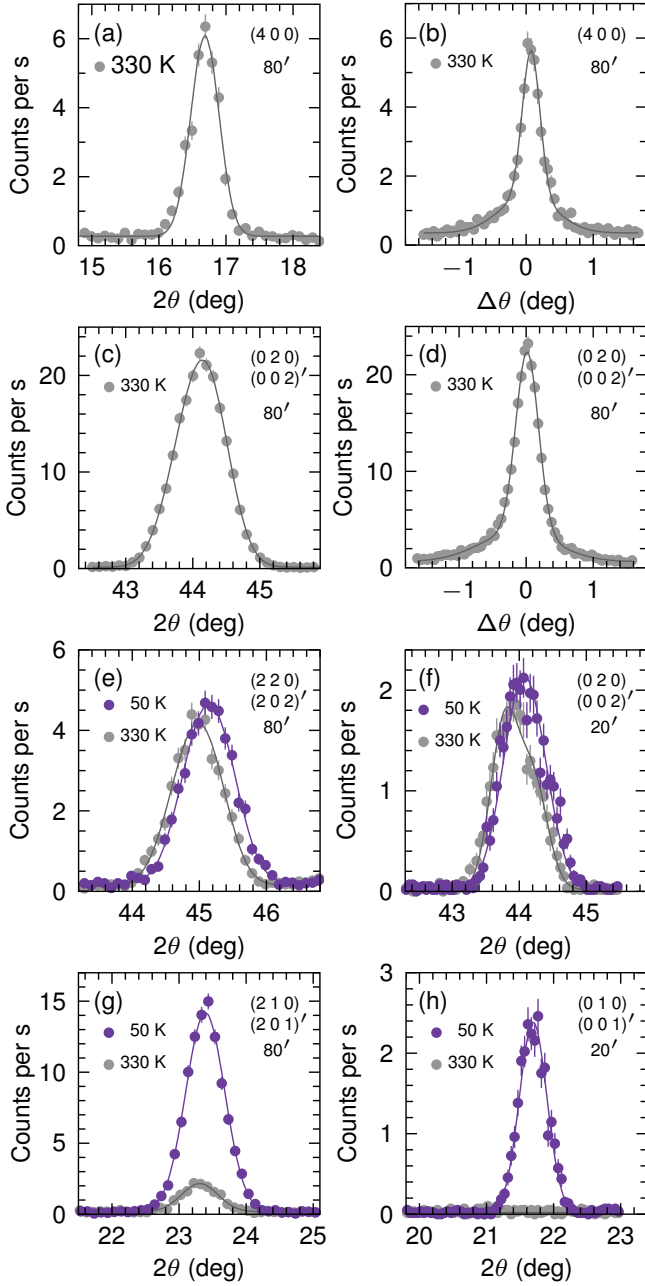 (a)
(4 0 0)
330 K
80′
Counts per s
6
4
2
0
15
16
17
18
2θ (deg)
(b)
(4 0 0)
330 K
80′
Counts per s
6
4
2
0
−1
0
1
Δθ (deg)
(c)
(0 2 0)
(0 0 2)′
330 K
80′
Counts per s
20
10
0
43
44
45
2θ (deg)
(d)
(0 2 0)
(0 0 2)′
330 K
80′
Counts per s
20
10
0
−1
0
1
Δθ (deg)
(e)
(2 2 0)
(2 0 2)′
50 K
80′
330 K
Counts per s
6
4
2
0
44
45
46
2θ (deg)
(f)
(0 2 0)
(0 0 2)′
50 K
20′
330 K
Counts per s
2
1
0
43
44
45
2θ (deg)
(g)
(2 1 0)
(2 0 1)′
50 K
80′
330 K
Counts per s
15
10
5
0
22
23
24
25
2θ (deg)
(h)
(0 1 0)
(0 0 1)′
50 K
20′
330 K
Counts per s
3
2
1
0
20
21
22
23
2θ (deg)